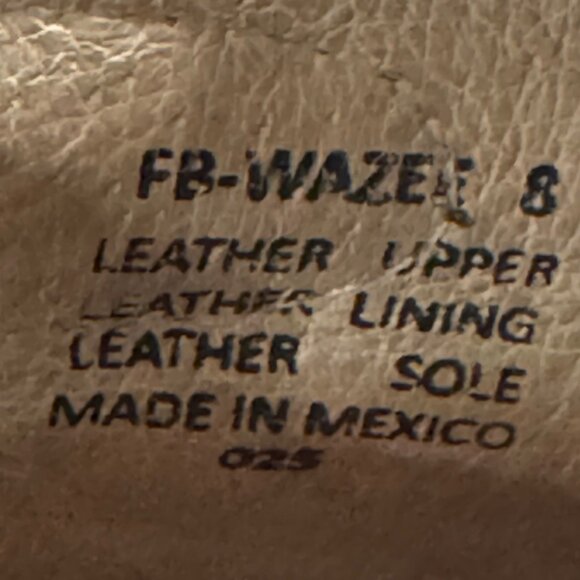 FB-WAZEE 8
LEATHER UPPER
LEATHER LINING
LEATHER SOLE
MADE IN MEXICO
025